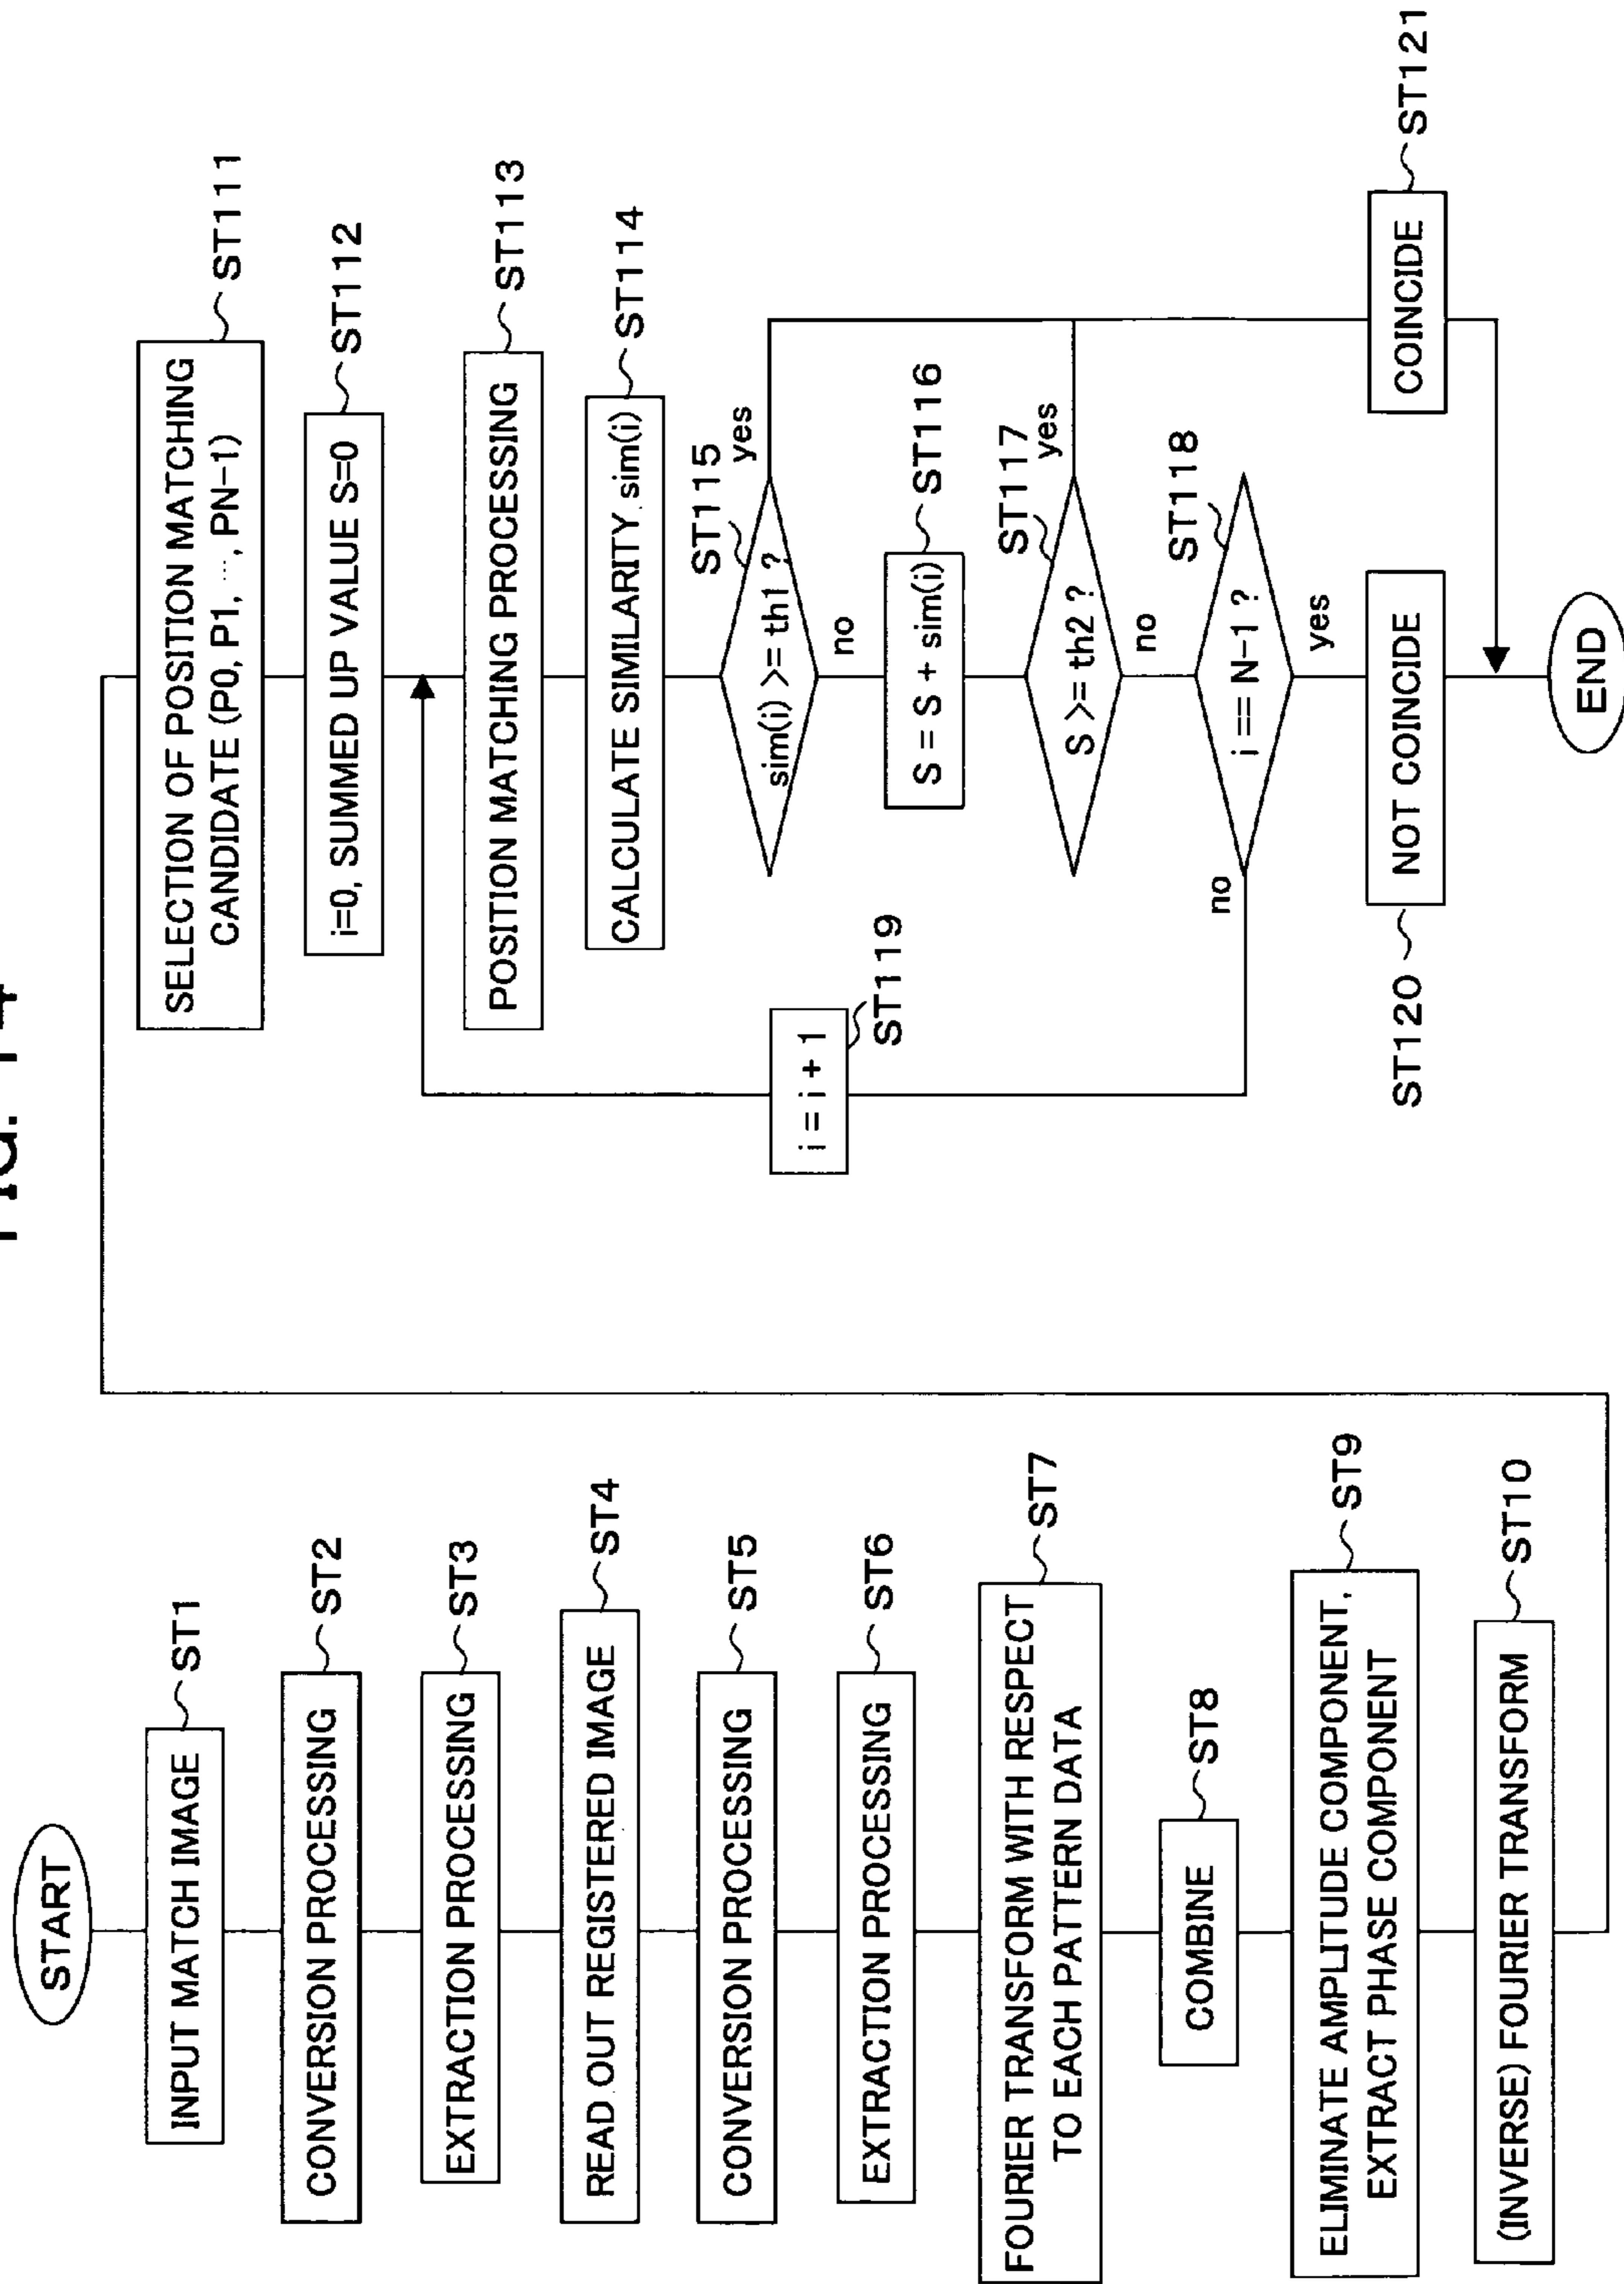 FIG. 14
START
INPUT MATCH IMAGE
ST1
CONVERSION PROCESSING
ST2
EXTRACTION PROCESSING
ST3
READ OUT REGISTERED IMAGE
ST4
CONVERSION PROCESSING
ST5
EXTRACTION PROCESSING
ST6
FOURIER TRANSFORM WITH RESPECT
TO EACH PATTERN DATA
ST7
COMBINE
ST8
ELIMINATE AMPLITUDE COMPONENT,
EXTRACT PHASE COMPONENT
ST9
(INVERSE) FOURIER TRANSFORM
ST10
SELECTION OF POSITION MATCHING
CANDIDATE (P0, P1, ..., PN-1)
ST111
i=0, SUMMED UP VALUE S=0
ST112
POSITION MATCHING PROCESSING
ST113
CALCULATE SIMILARITY sim(i)
ST114
sim(i) >= th1 ?
ST115
yes
no
S = S + sim(i)
ST116
S >= th2 ?
ST117
yes
no
i == N-1 ?
ST118
no
yes
i = i + 1
ST119
NOT COINCIDE
ST120
COINCIDE
ST121
END